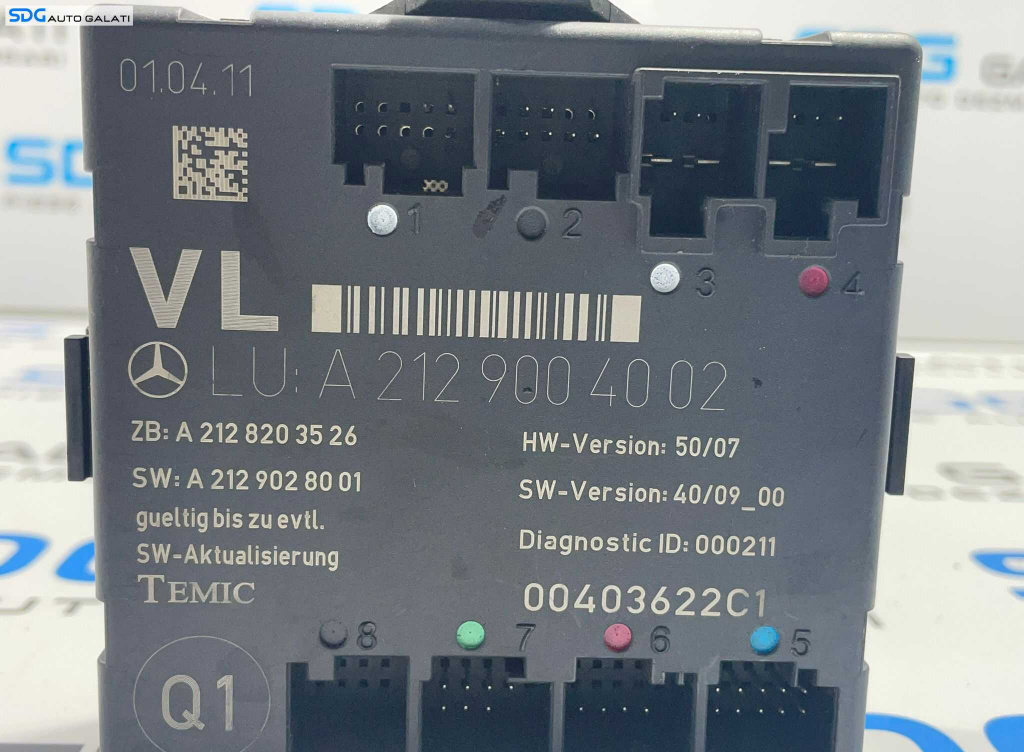 SDG AUTO GALATI
01.04.11
1 2
3 4
VL
LU: A 212 900 40 02
ZB: A 212 820 35 26
HW-Version: 50/07
SW: A 212 902 80 01
SW-Version: 40/09_00
gueltig bis zu evtl.
SW-Aktualisierung
Diagnostic ID: 000211
TEMIC
00403622C1
8 7 6 5
Q1